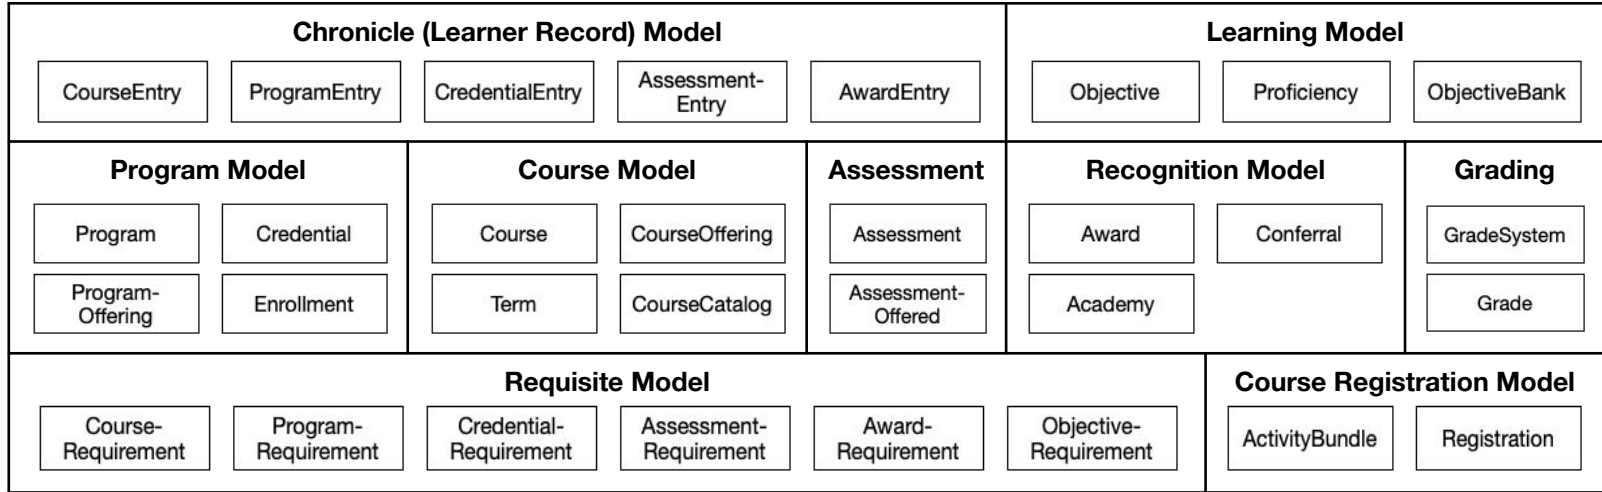 Chronicle (Learner Record) Model
CourseEntry
ProgramEntry
CredentialEntry
Assessment-
Entry
AwardEntry
Learning Model
Objective
Proficiency
ObjectiveBank
Program Model
Program
Credential
Program-
Offering
Enrollment
Course Model
Course
CourseOffering
Term
CourseCatalog
Assessment
Assessment
Assessment-
Offered
Recognition Model
Award
Conferral
Academy
Grading
GradeSystem
Grade
Requisite Model
Course-
Requirement
Program-
Requirement
Credential-
Requirement
Assessment-
Requirement
Award-
Requirement
Objective-
Requirement
Course Registration Model
ActivityBundle
Registration